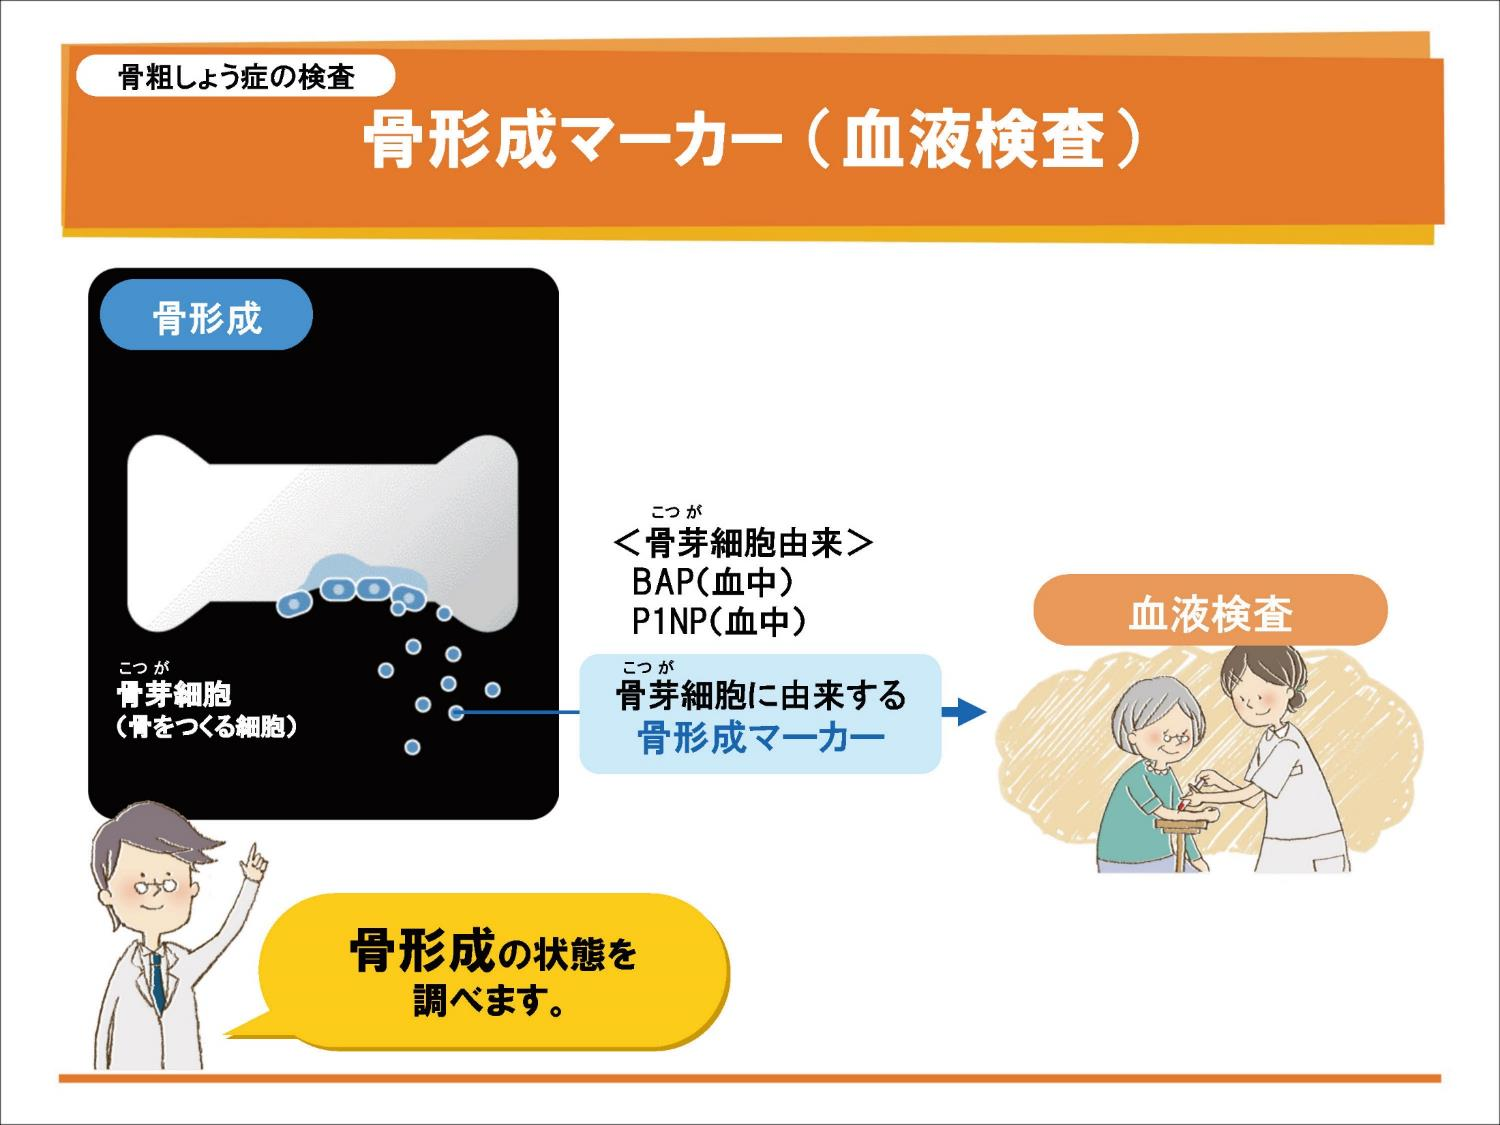 骨粗しょう症の検査
骨形成マーカー（血液検査）
骨形成
こつ が
骨芽細胞
（骨をつくる細胞）
こつ が
＜骨芽細胞由来＞
BAP（血中）
P1NP（血中）
こつ が
骨芽細胞に由来する
骨形成マーカー
血液検査
骨形成の状態を
調べます。